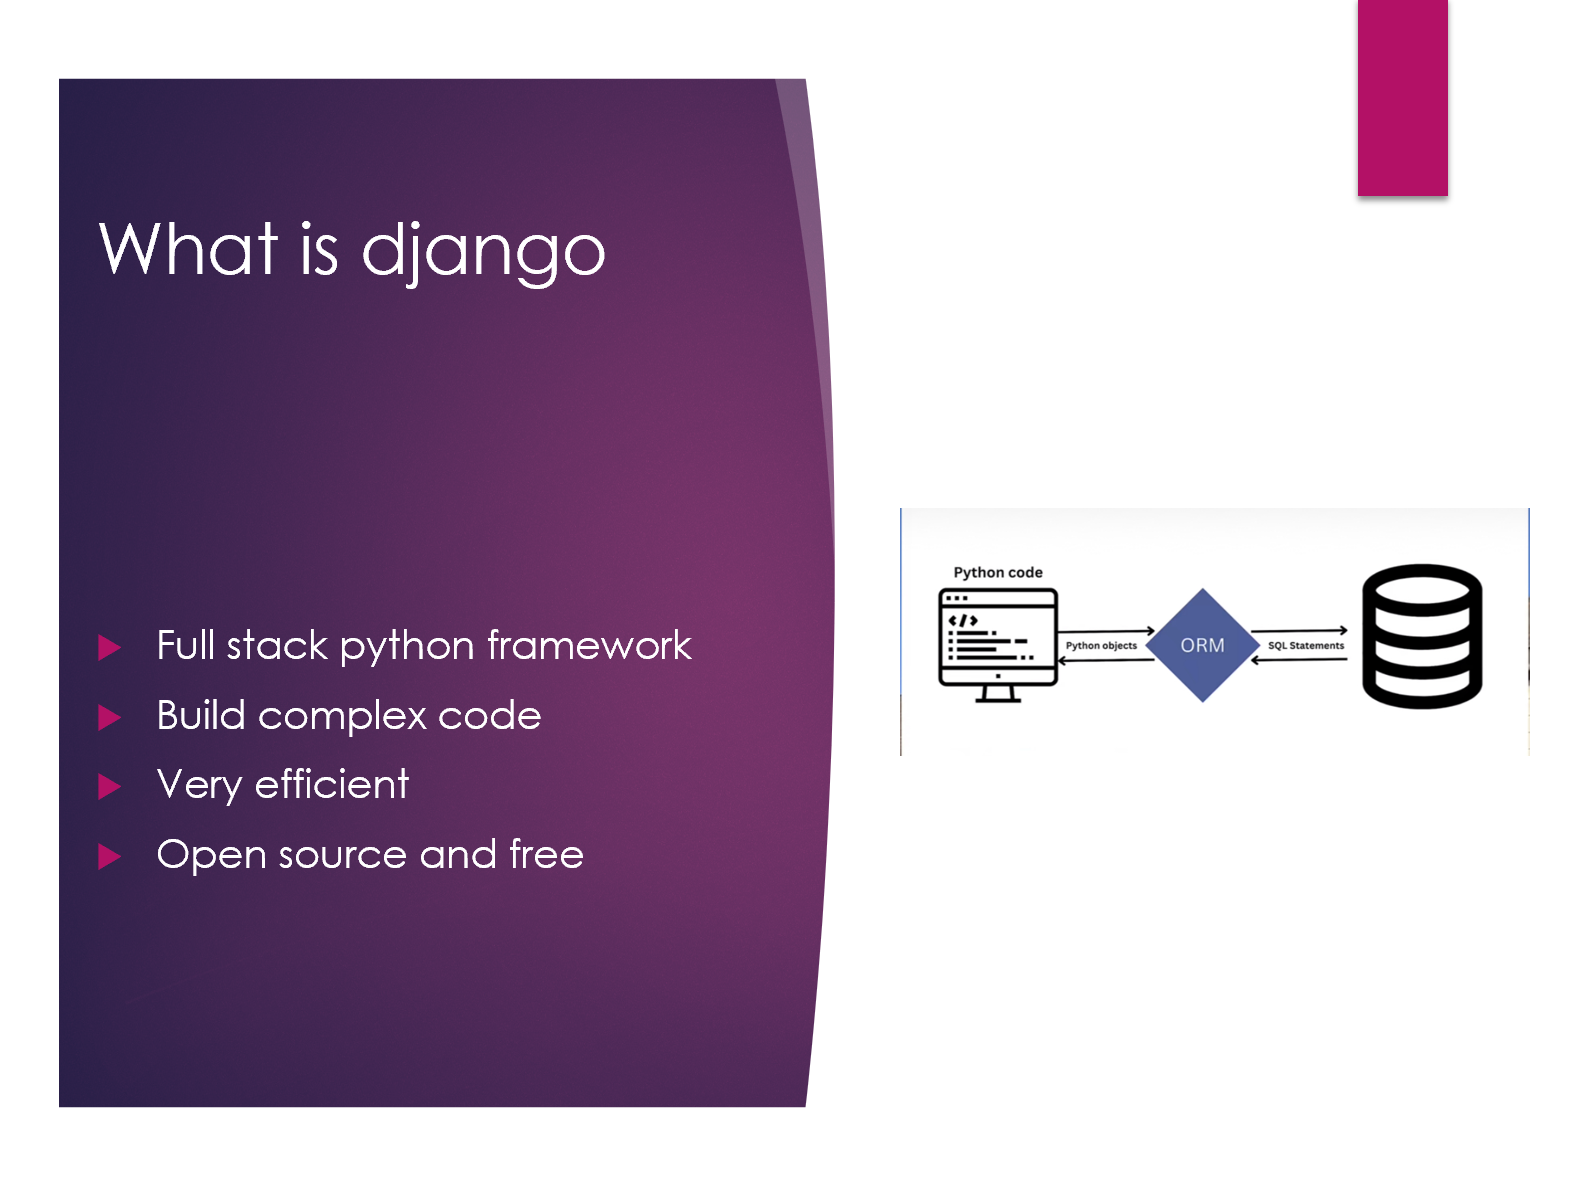 What is django
Full stack python framework
Build complex code
Very efficient
Open source and free
Python code
</>
Python objects
ORM
SQL Statements